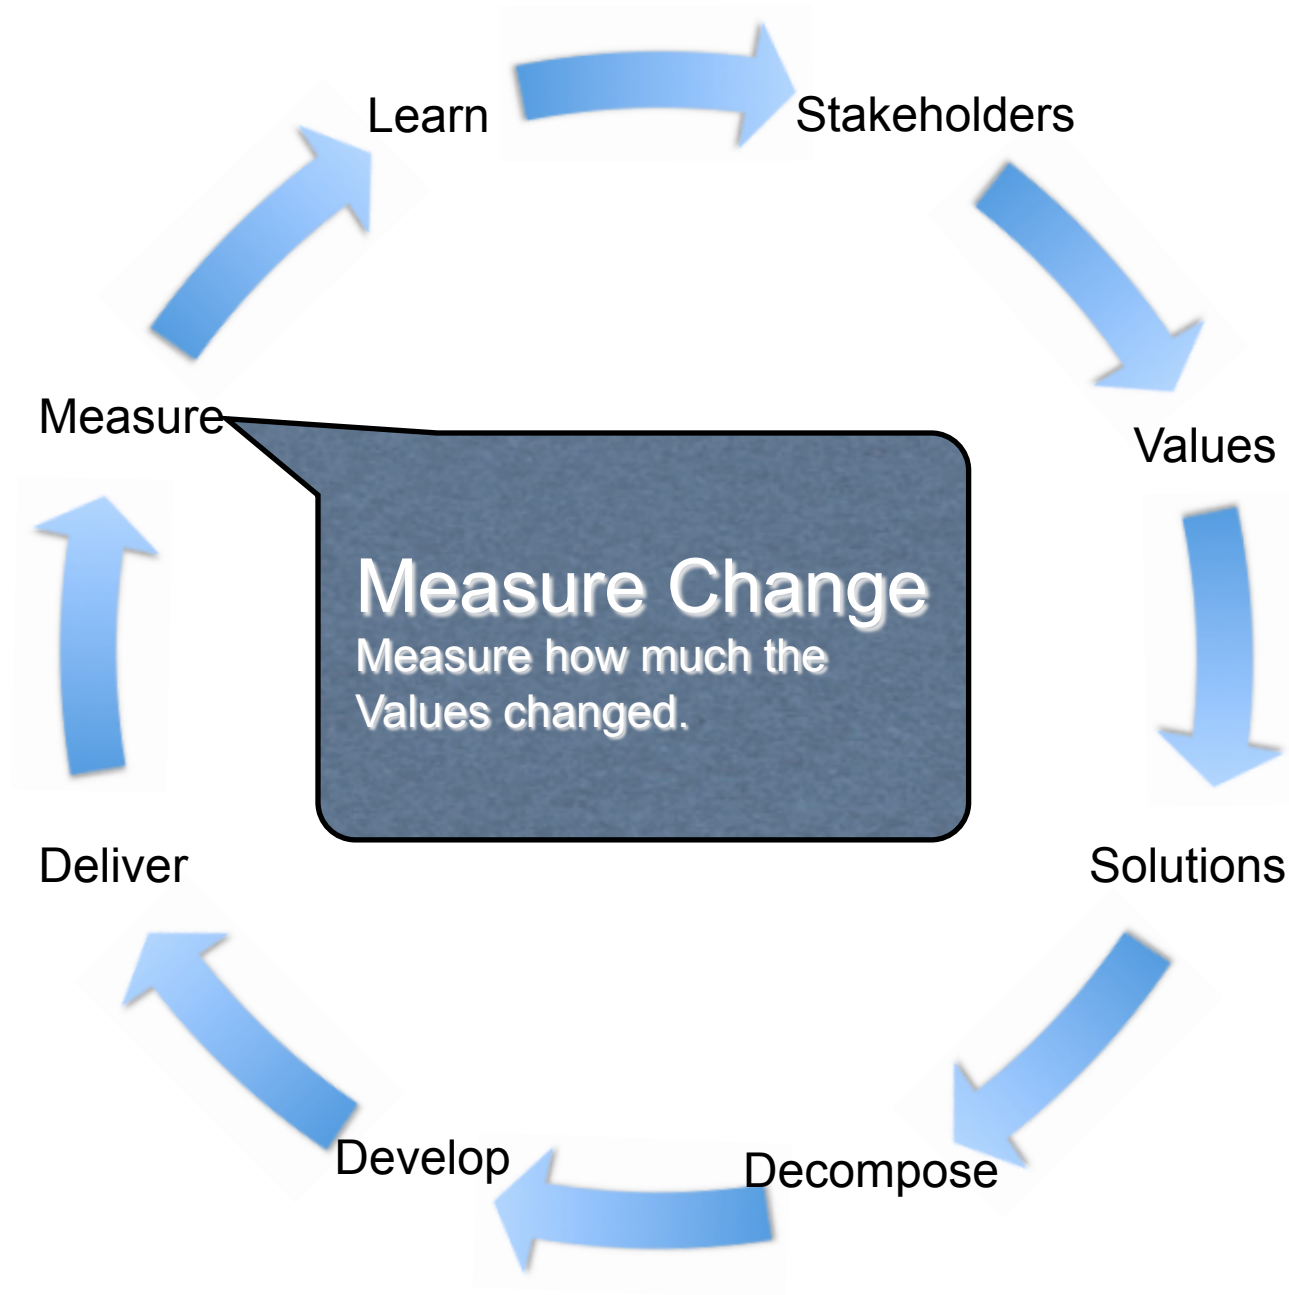 Learn
Stakeholders
Measure
Values
Measure Change
Measure how much the
Values changed.
Deliver
Solutions
Develop
Decompose